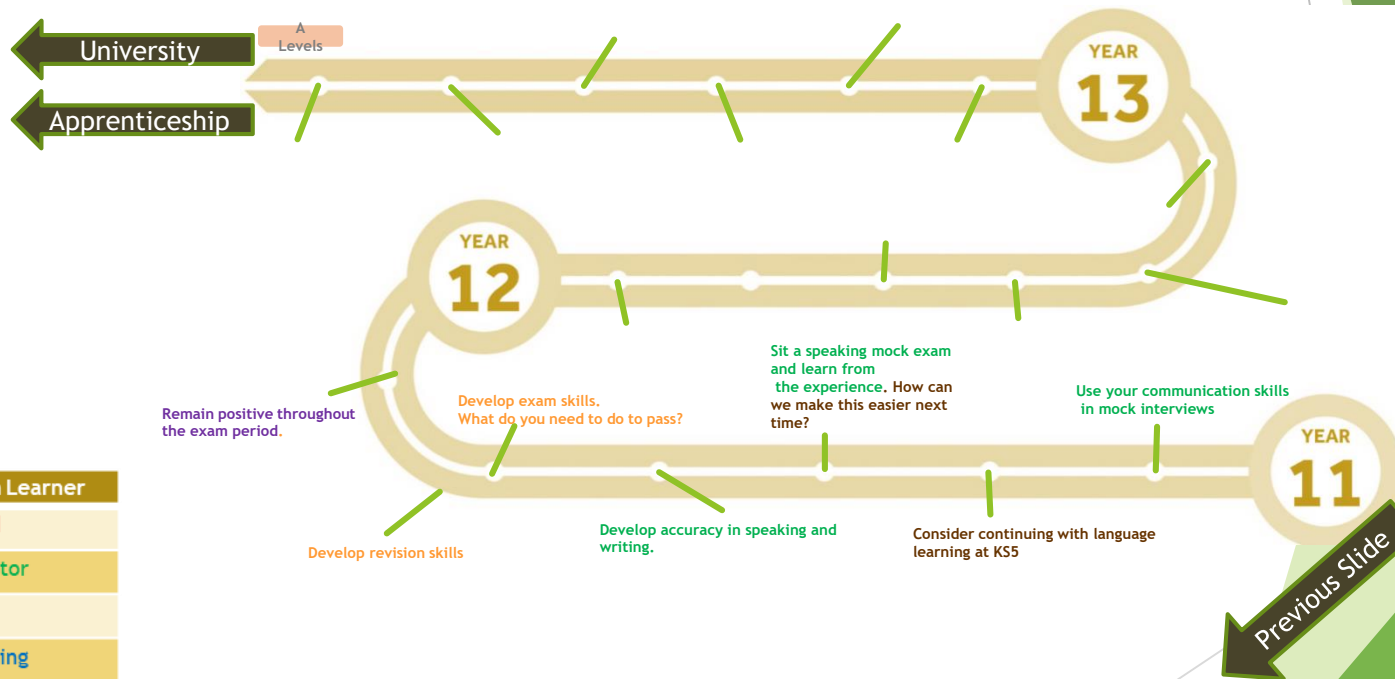 University
A
Levels
Apprenticeship
YEAR
13
YEAR
12
Sit a speaking mock exam
and learn from
the experience. How can
we make this easier next
time?
Use your communication skills
in mock interviews
Develop exam skills.
What do you need to do to pass?
Remain positive throughout
the exam period.
YEAR
11
Develop revision skills
Develop accuracy in speaking and
writing.
Consider continuing with language
learning at KS5
Learner
tor
ing
Previous Slide